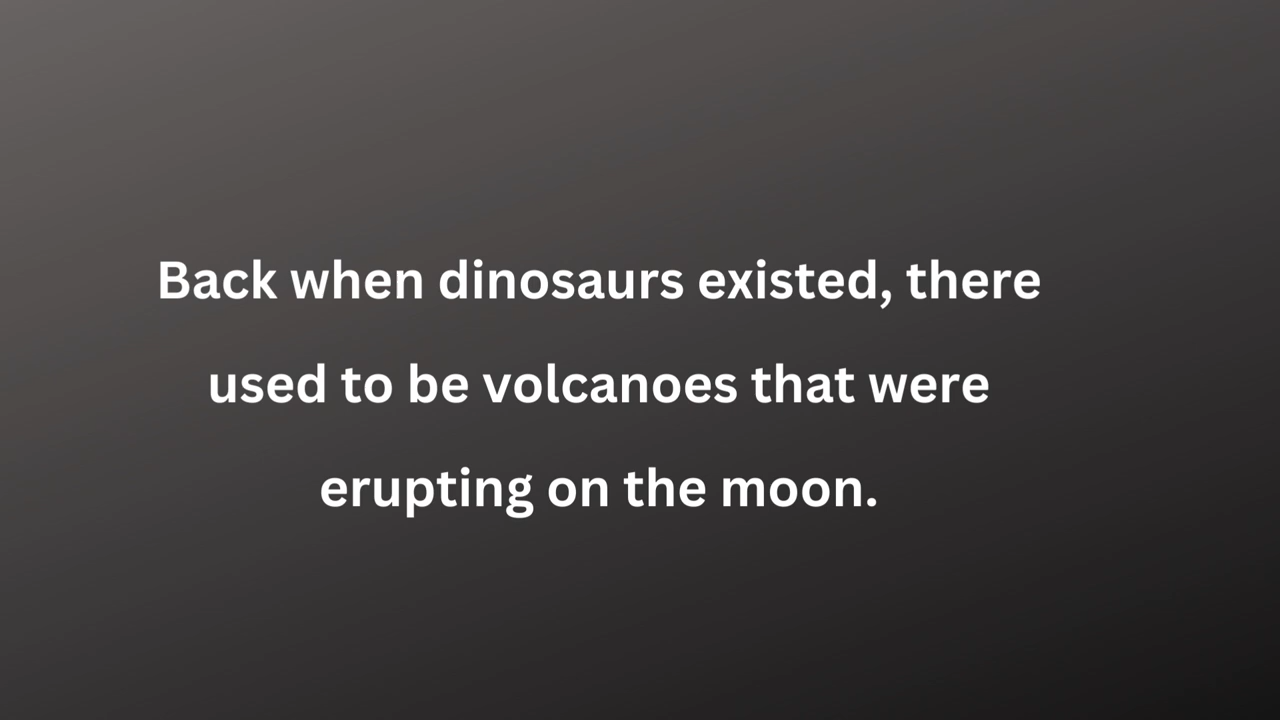 Back when dinosaurs existed, there
used to be volcanoes that were
erupting on the moon.